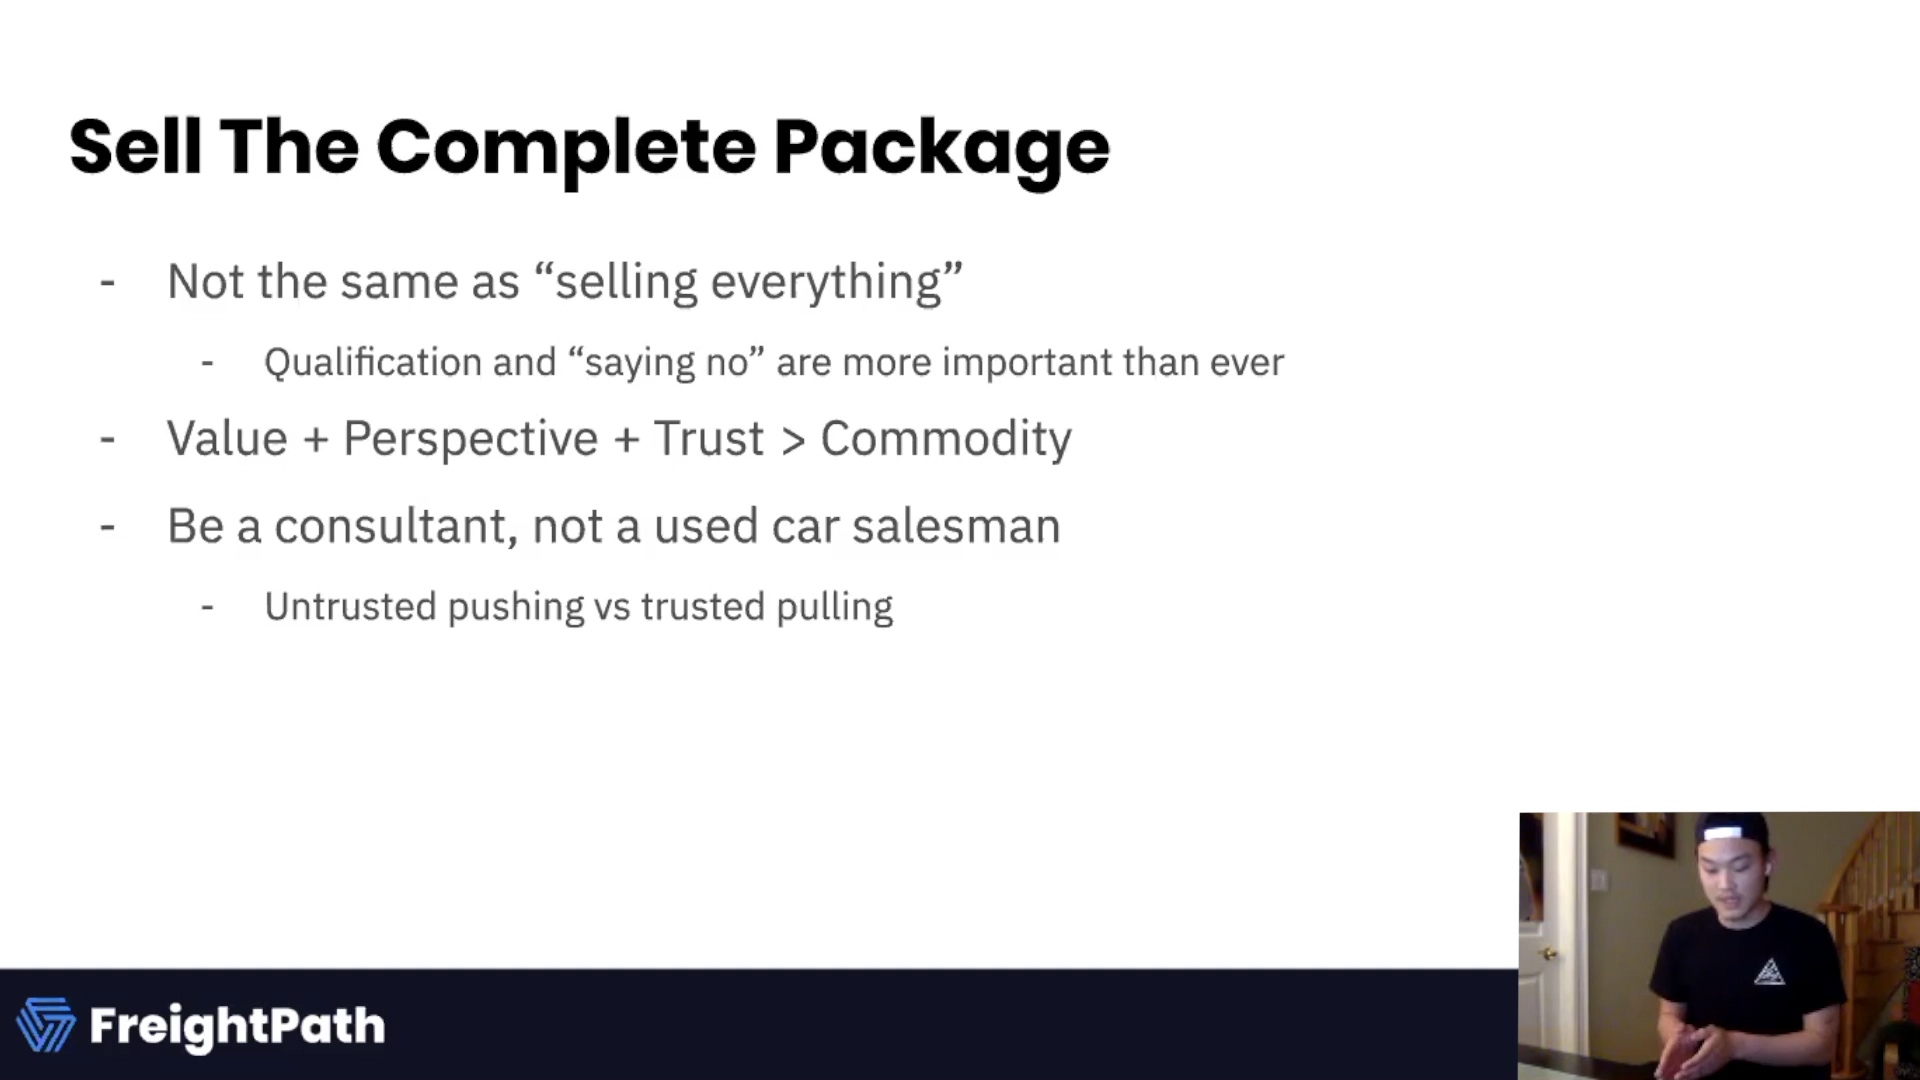 Sell The Complete Package
- Not the same as “selling everything”
- Qualification and “saying no” are more important than ever
- Value + Perspective + Trust > Commodity
- Be a consultant, not a used car salesman
- Untrusted pushing vs trusted pulling
FreightPath